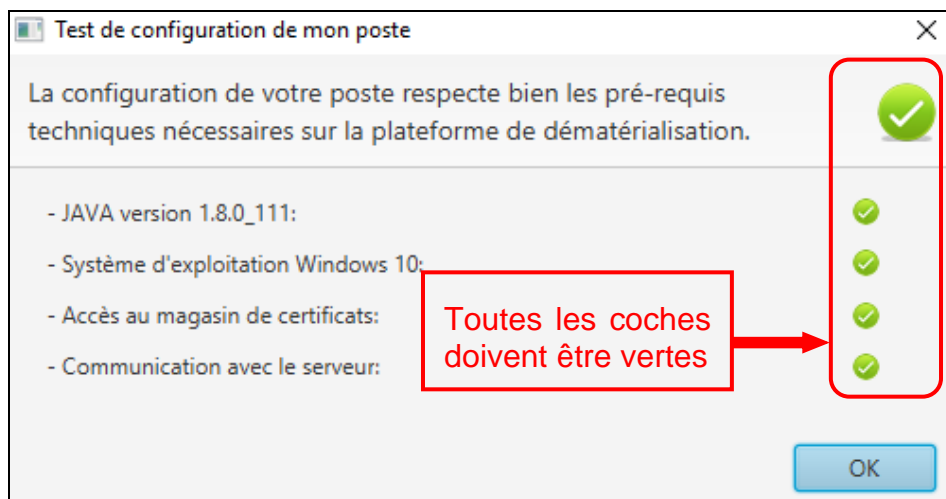 Test de configuration de mon poste
La configuration de votre poste respecte bien les pré-requis
techniques nécessaires sur la plateforme de dématérialisation.
- JAVA version 1.8.0_111:
- Système d'exploitation Windows 10:
- Accès au magasin de certificats:
- Communication avec le serveur:
Toutes les coches
doivent être vertes
OK